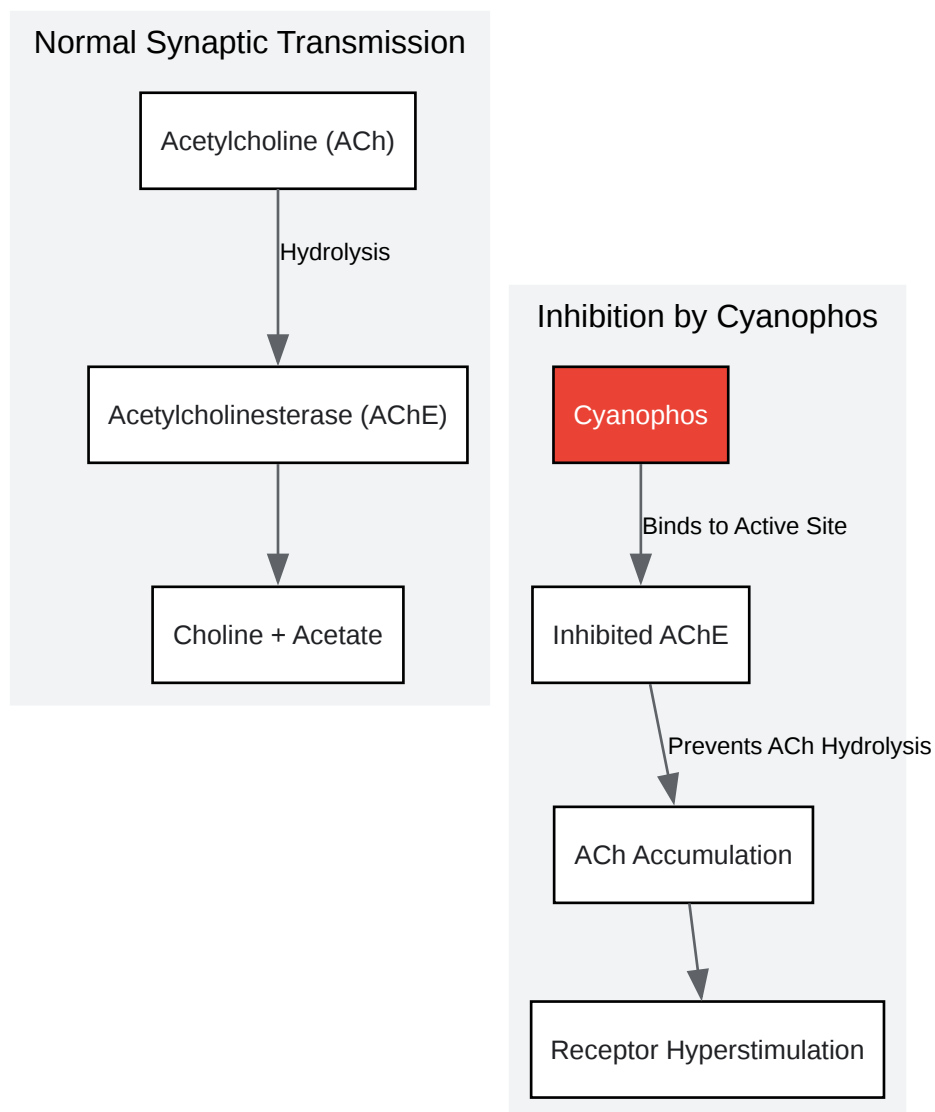 Normal Synaptic Transmission
Acetylcholine (ACh)
Hydrolysis
Acetylcholinesterase (AChE)
Choline + Acetate
Inhibition by Cyanophos
Cyanophos
Binds to Active Site
Inhibited AChE
Prevents ACh Hydrolysis
ACh Accumulation
Receptor Hyperstimulation